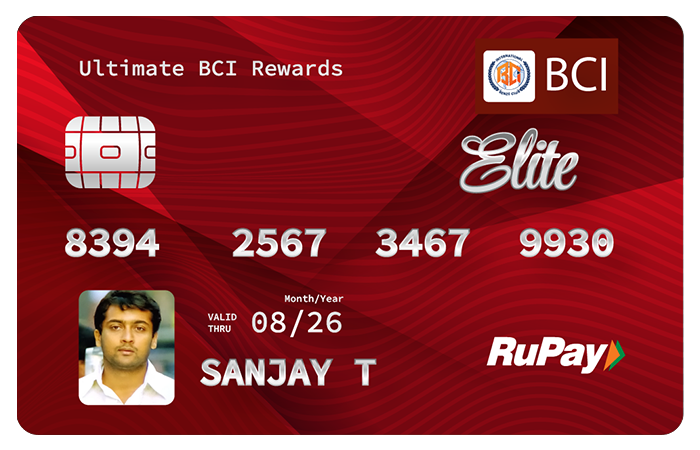 Ultimate BCI Rewards
BCI
Elite
8394 2567 3467 9930
Month/Year
VALID THRU 08/26
SANJAY T
RuPay